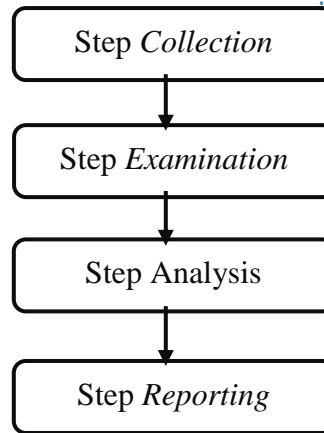 Step Collection
Step Examination
Step Analysis
Step Reporting